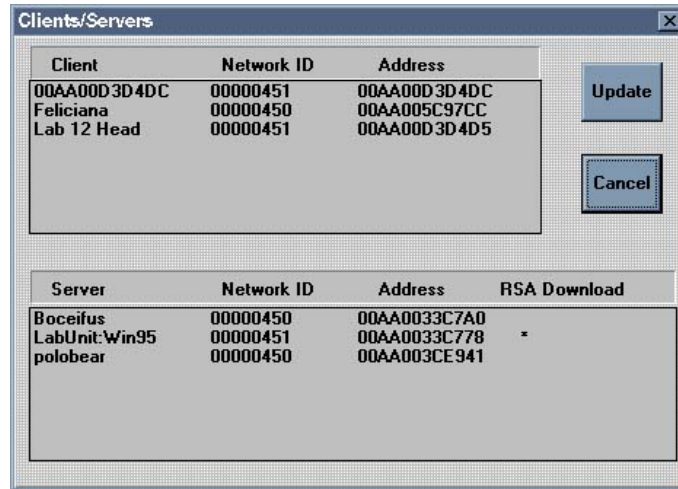 Clients/Servers
Client Network ID Address
00AA00D3D4DC 00000451 00AA00D3D4DC
Feliciana 00000450 00AA005C97CC
Lab 12 Head 00000451 00AA00D3D4D5
Update
Cancel
Server Network ID Address RSA Download
Boceifus 00000450 00AA0033C7A0
LabUnit:Win95 00000451 00AA0033C778 *
polobear 00000450 00AA003CE941